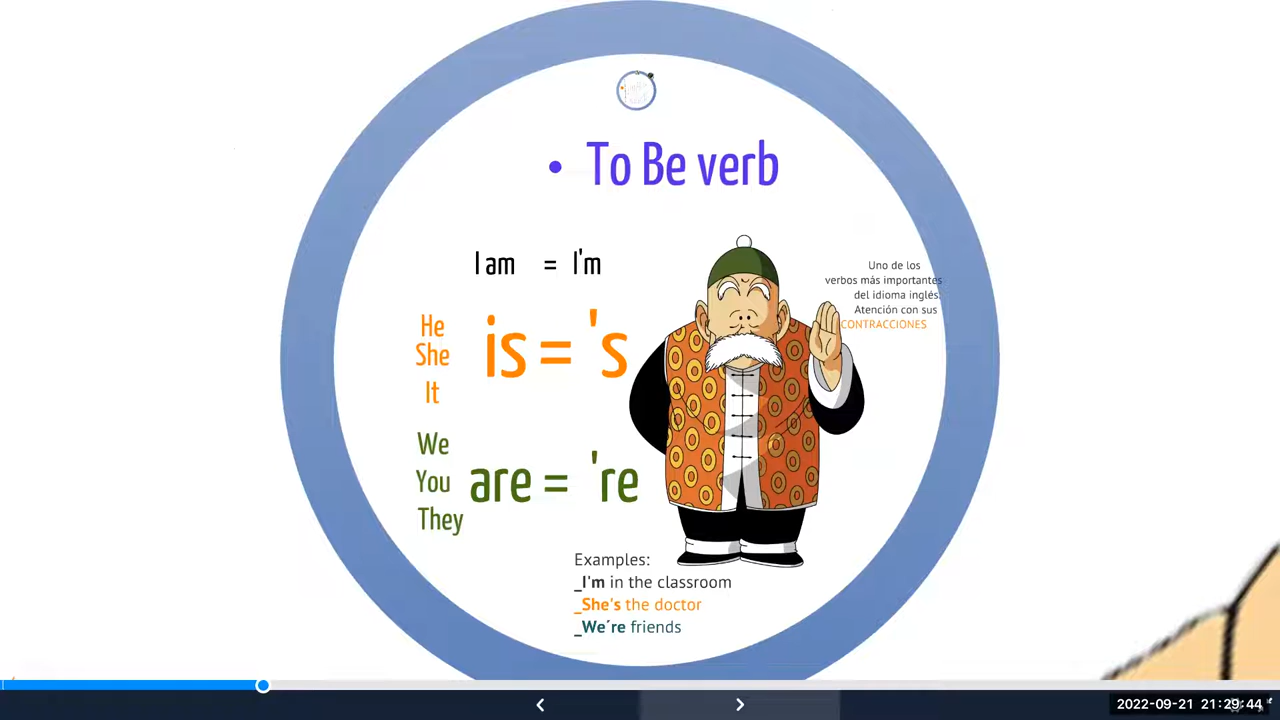 • To Be verb
I am = I'm
He
She
It
is = 's
We
You
They
are = 're
Uno de los
verbos más importantes
del idioma inglés.
Atención con sus
CONTRACCIONES
Examples:
_I'm in the classroom
_She's the doctor
_We´re friends
2022-09-21 21:29:44